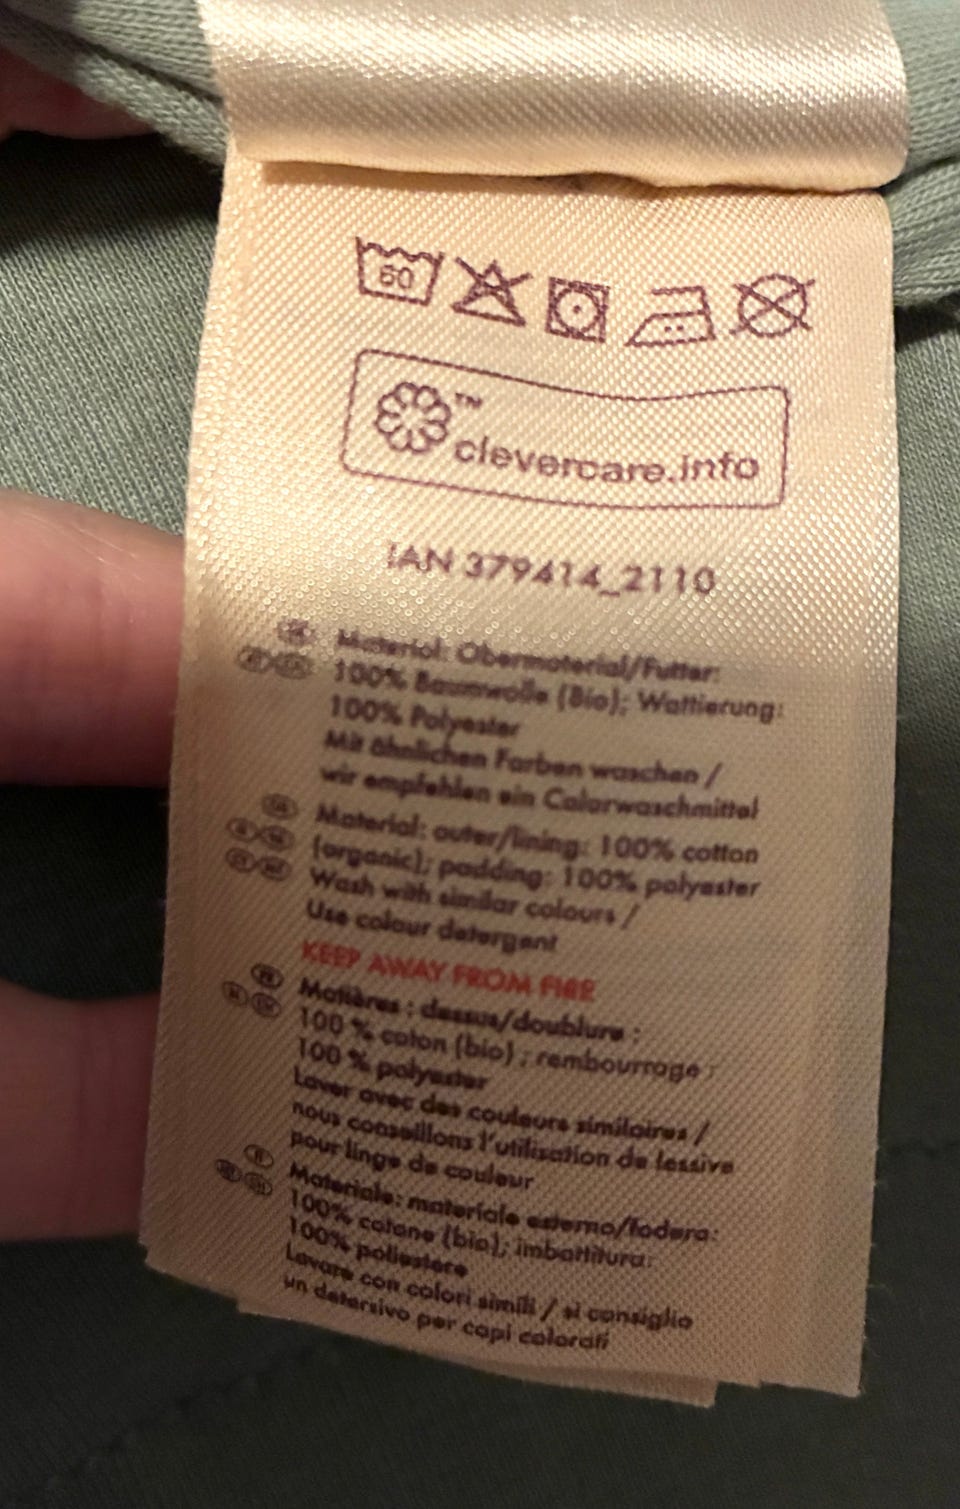 60
™
clevercare.info
IAN 379414_2110
Material: Obermaterial/Futter:
100% Baumwolle (Bio); Wattierung:
100% Polyester
Mit ähnlichen Farben waschen /
wir empfehlen ein Colorwaschmittel
Material: outer/lining: 100% cotton
(organic); padding: 100% polyester
Wash with similar colours /
Use colour detergent
KEEP AWAY FROM FIRE
Matières : dessus/doublure :
100 % coton (bio) ; rembourrage :
100 % polyester
Laver avec des couleurs similaires /
nous conseillons l'utilisation de lessive
pour linge de couleur
Materiale: materiale esterno/fodera:
100% cotone (bio); imbottitura:
100% poliestere
Lavare con colori simili / si consiglia
un detersivo per capi colorati